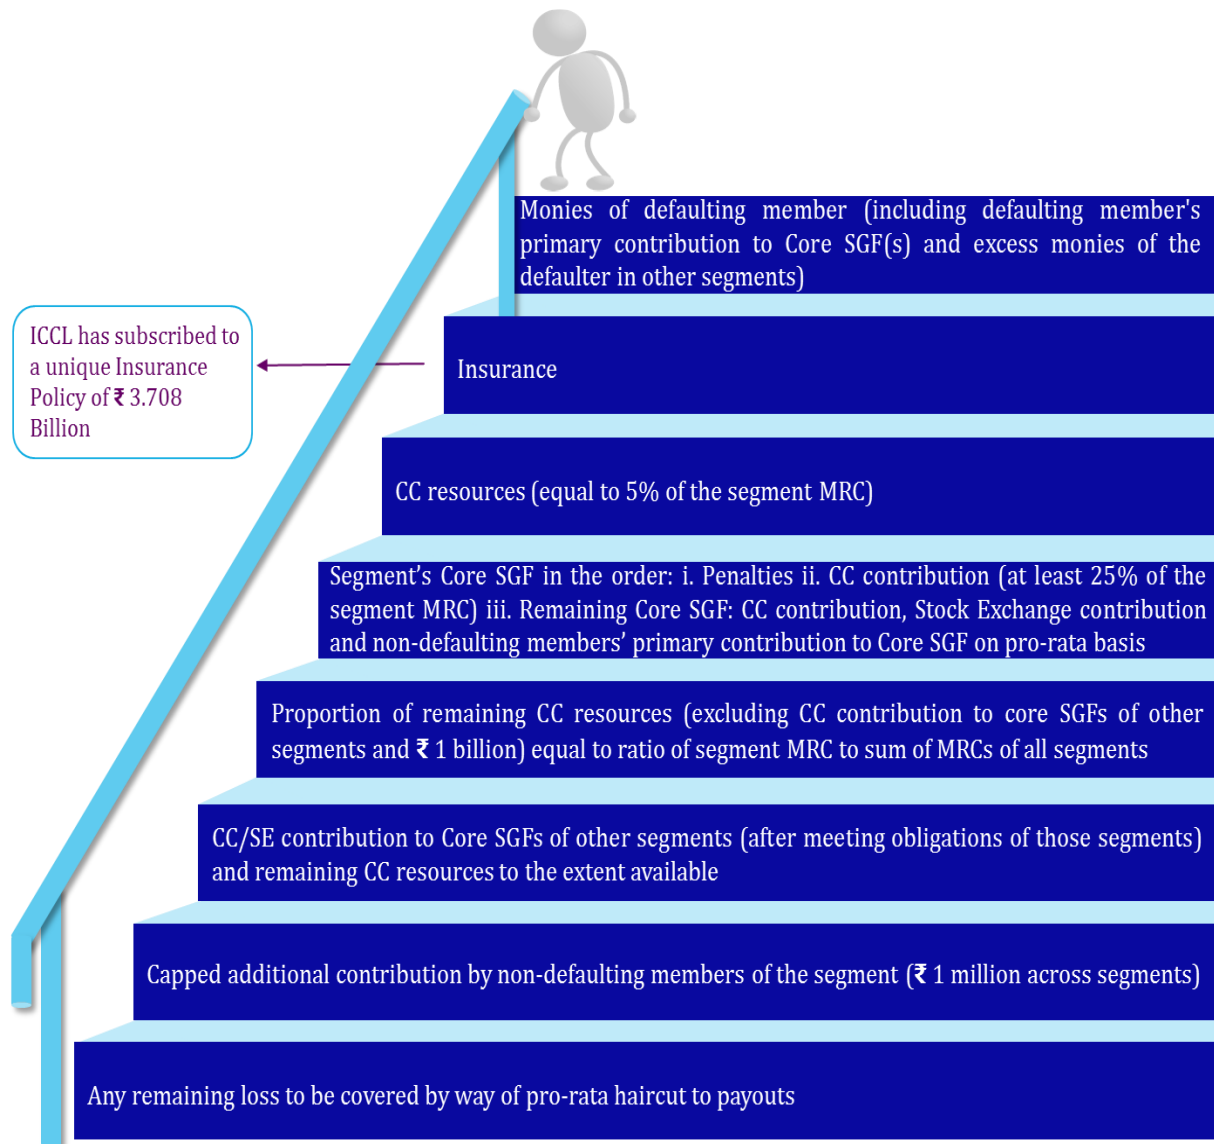 Monies of defaulting member (including defaulting member's
primary contribution to Core SGF(s) and excess monies of the
defaulter in other segments)
ICCL has subscribed to
a unique Insurance
Policy of ₹ 3.708
Billion
Insurance
CC resources (equal to 5% of the segment MRC)
Segment’s Core SGF in the order: i. Penalties ii. CC contribution (at least 25% of the
segment MRC) iii. Remaining Core SGF: CC contribution, Stock Exchange contribution
and non-defaulting members’ primary contribution to Core SGF on pro-rata basis
Proportion of remaining CC resources (excluding CC contribution to core SGFs of other
segments and ₹ 1 billion) equal to ratio of segment MRC to sum of MRCs of all segments
CC/SE contribution to Core SGFs of other segments (after meeting obligations of those segments)
and remaining CC resources to the extent available
Capped additional contribution by non-defaulting members of the segment (₹ 1 million across segments)
Any remaining loss to be covered by way of pro-rata haircut to payouts